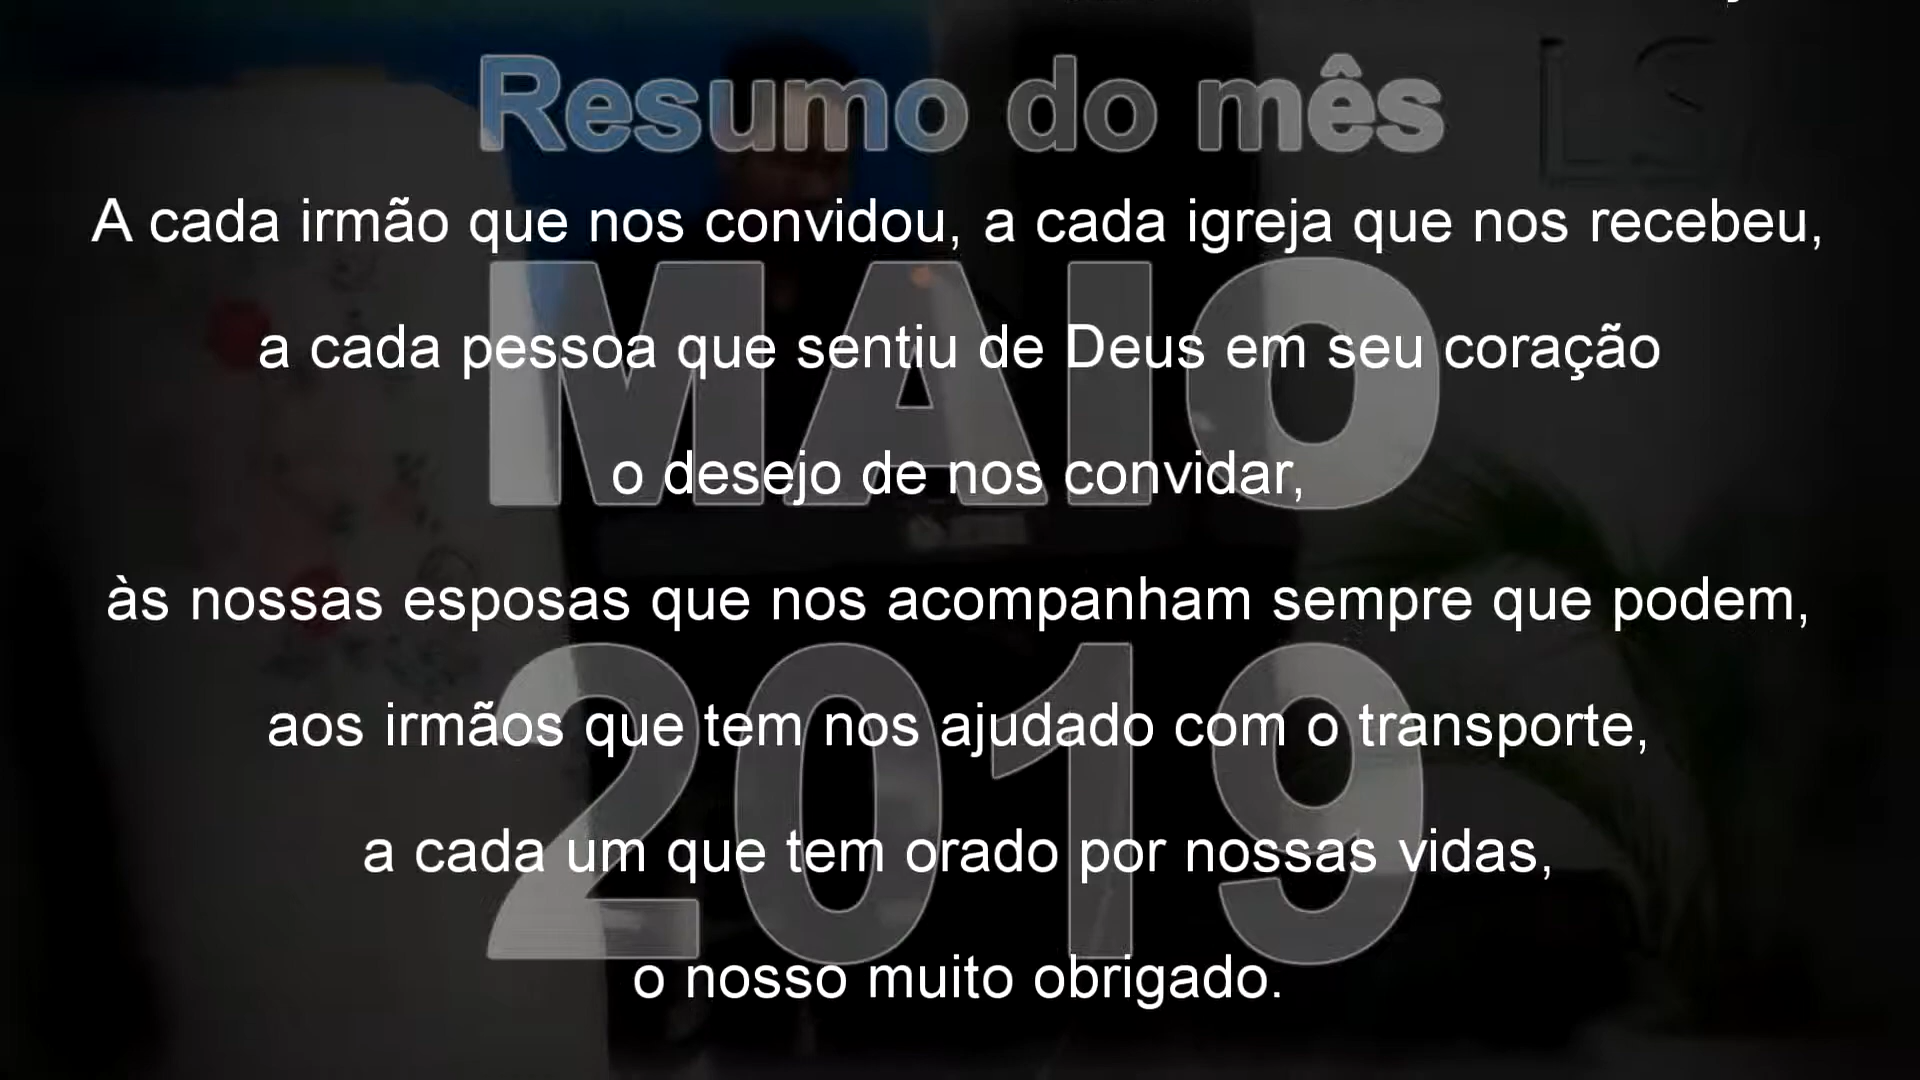 Resumo do mês
A cada irmão que nos convidou, a cada igreja que nos recebeu,
MAIO
a cada pessoa que sentiu de Deus em seu coração
o desejo de nos convidar,
às nossas esposas que nos acompanham sempre que podem,
2019
aos irmãos que tem nos ajudado com o transporte,
a cada um que tem orado por nossas vidas,
o nosso muito obrigado.
LS